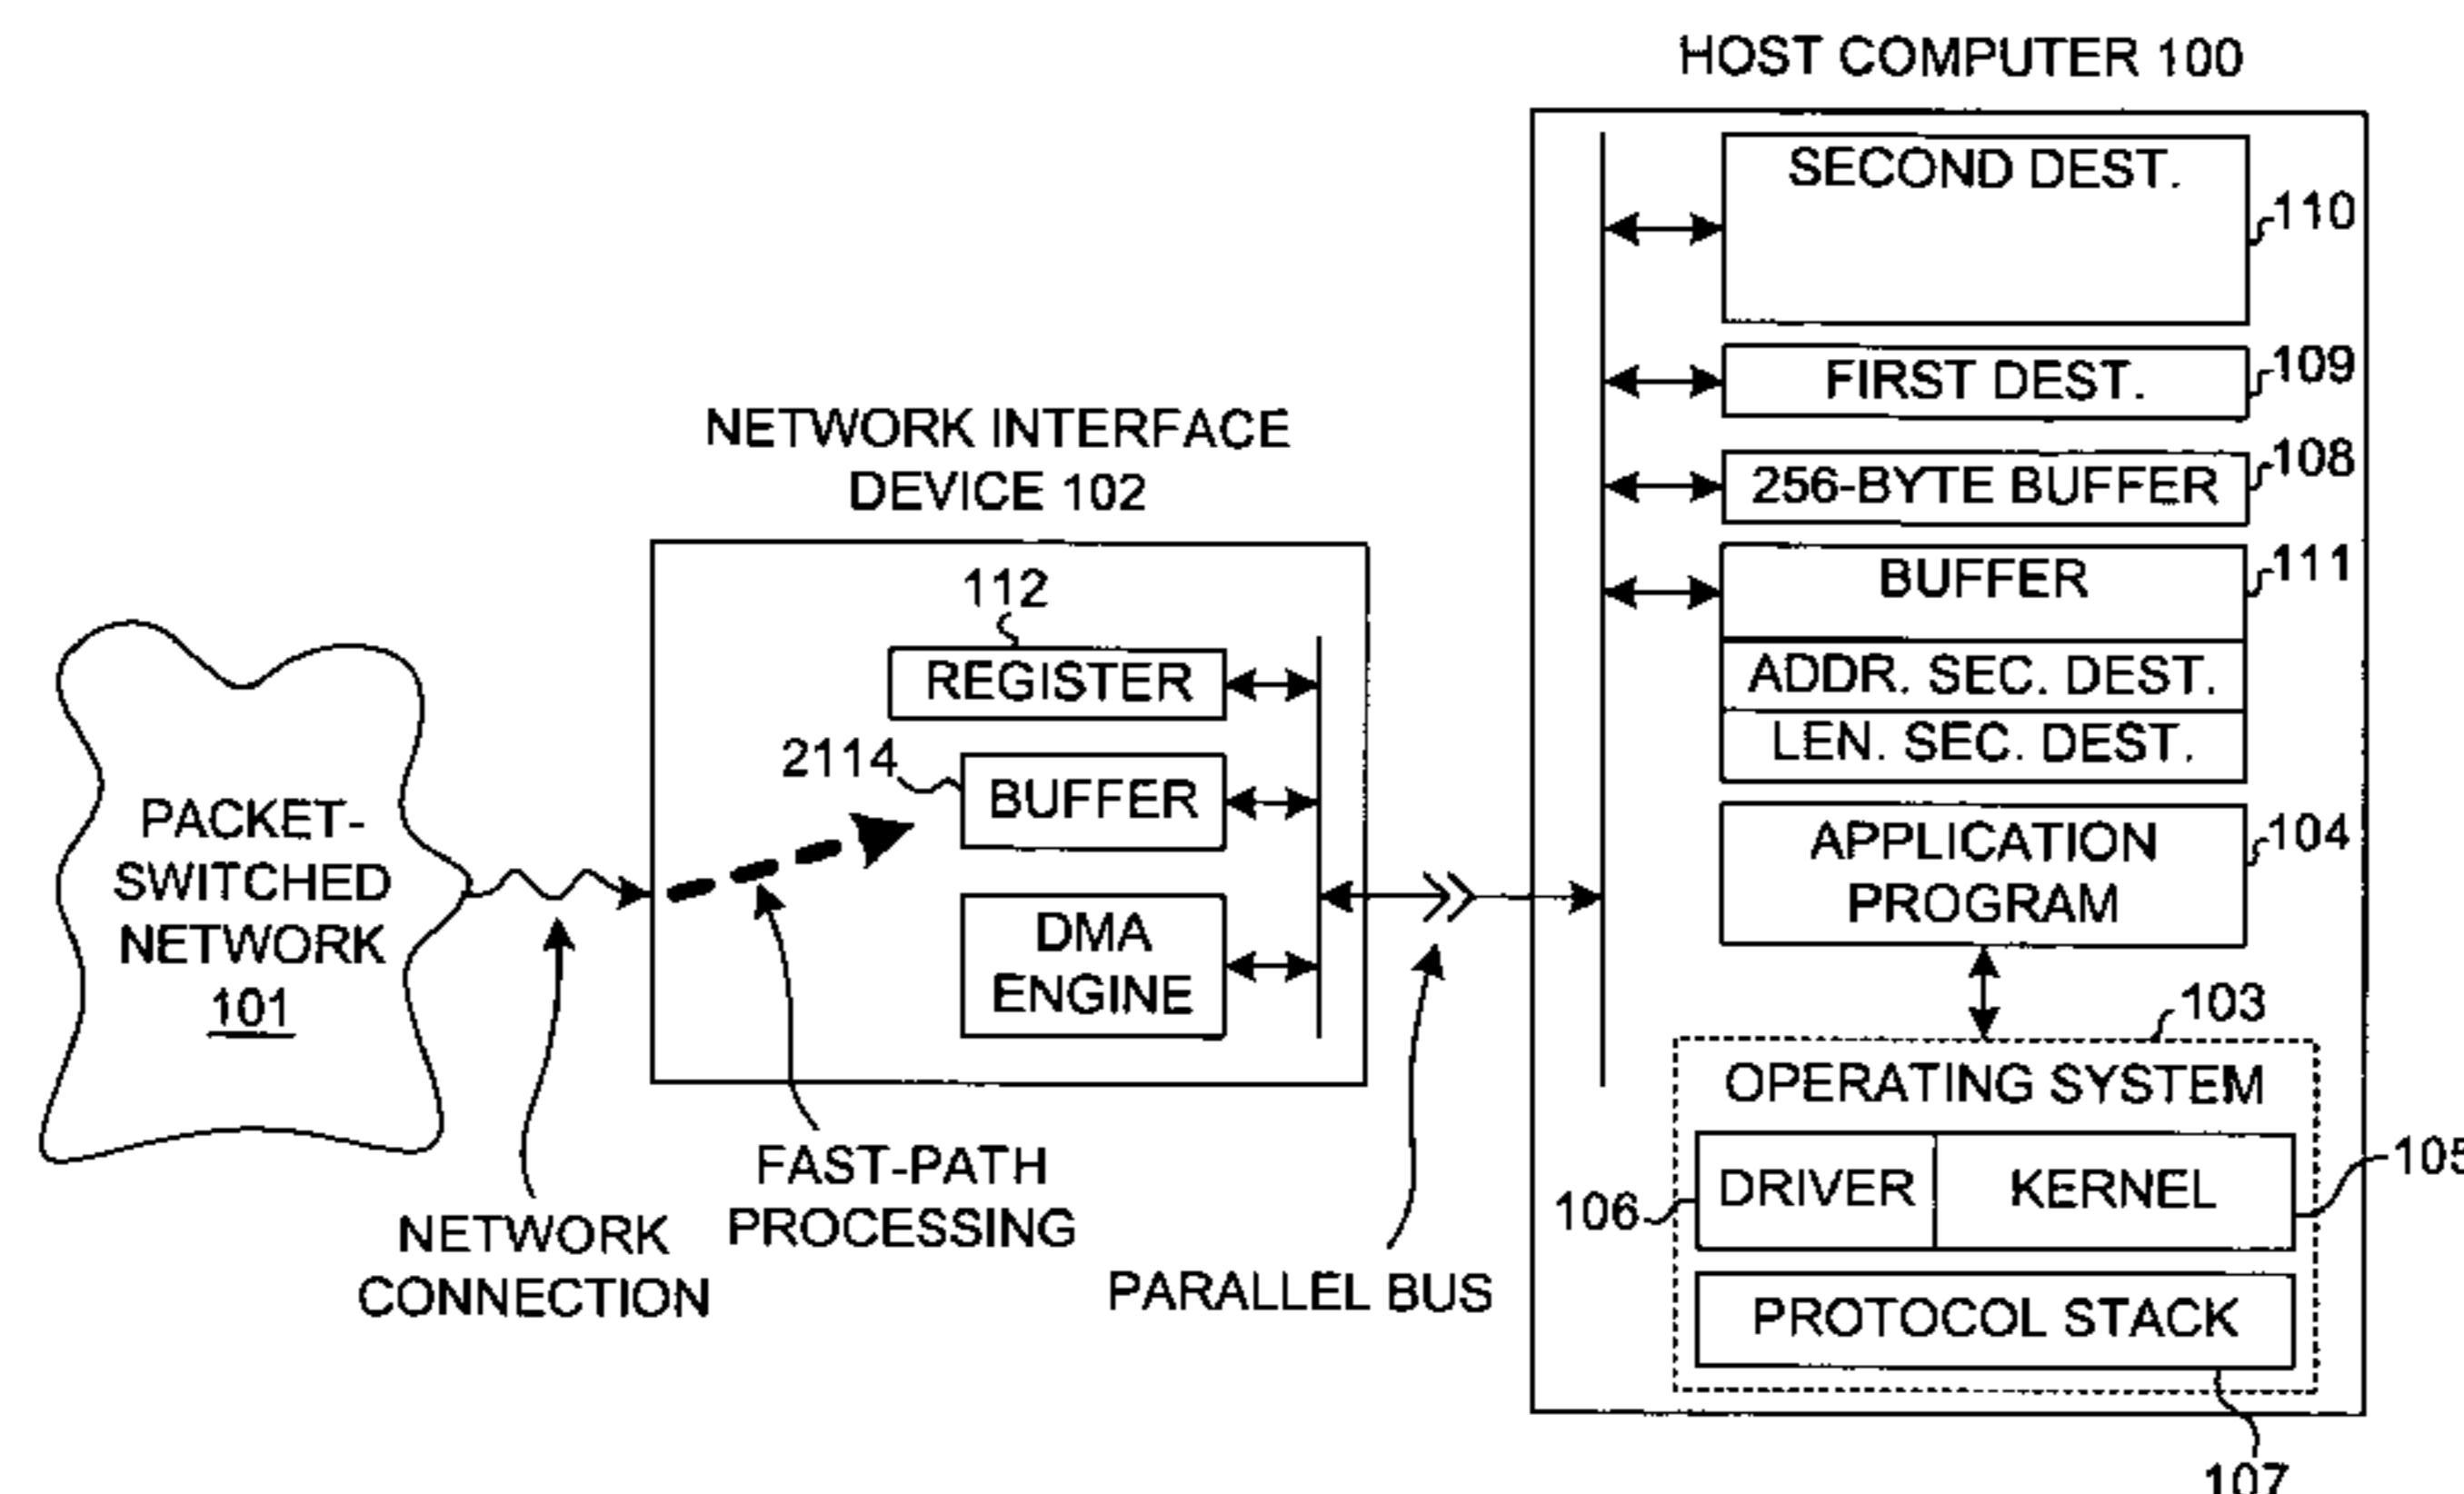 HOST COMPUTER 100
SECOND DEST.
110
FIRST DEST.
109
256-BYTE BUFFER
108
BUFFER
111
ADDR. SEC. DEST.
LEN. SEC. DEST.
APPLICATION
PROGRAM
104
103
OPERATING SYSTEM
DRIVER
KERNEL
105
106
PROTOCOL STACK
107
NETWORK INTERFACE
DEVICE 102
112
REGISTER
2114
BUFFER
DMA
ENGINE
PACKET-
SWITCHED
NETWORK
101
NETWORK
CONNECTION
FAST-PATH
PROCESSING
PARALLEL BUS